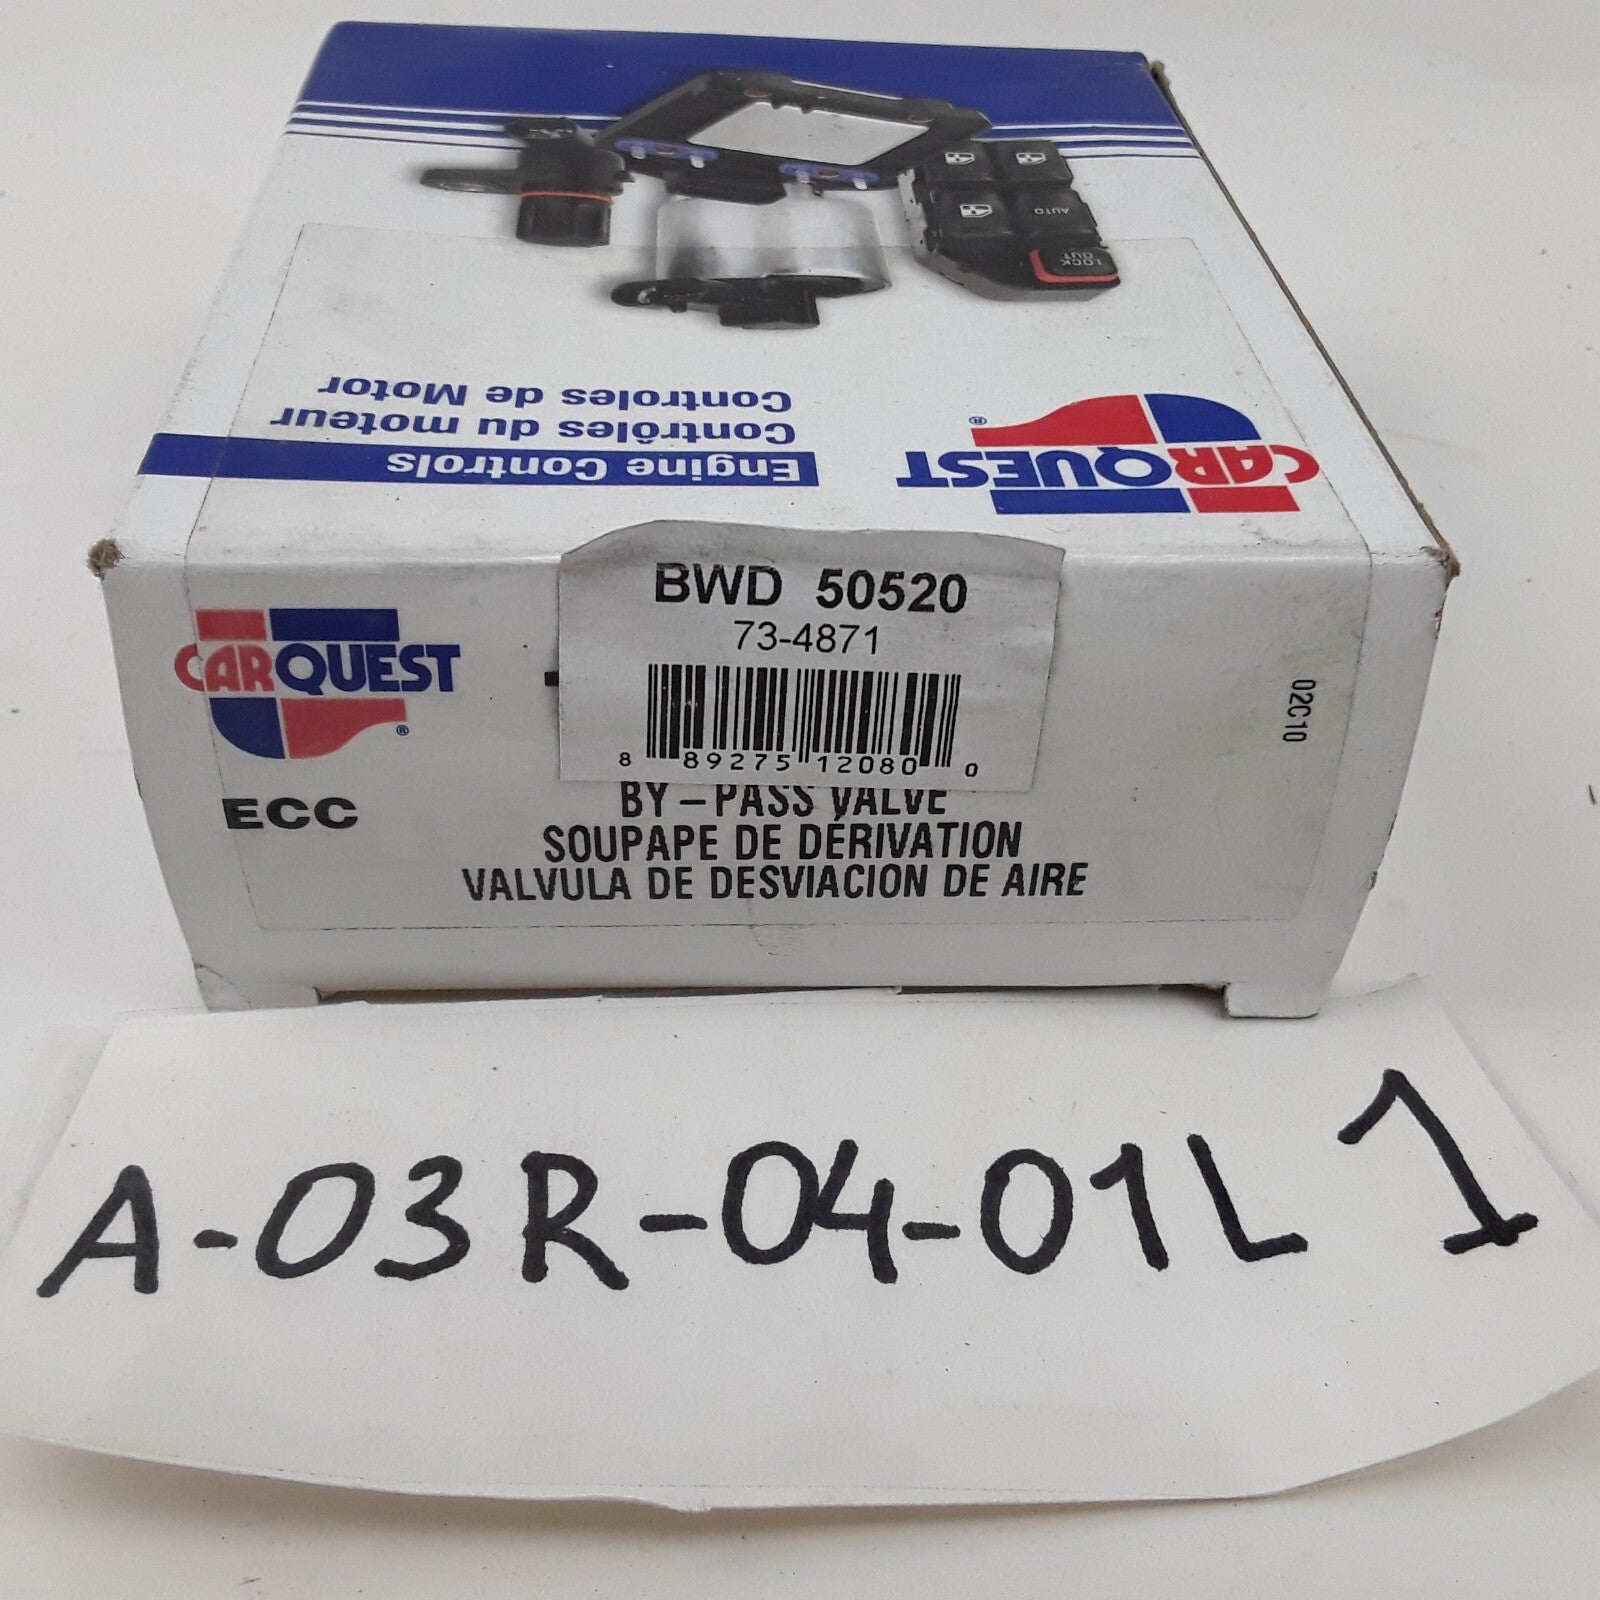 AUTO
LOCK
OUT
Engine Controls
Contrôles du moteur
Controles de Motor
CARQUEST
®
BWD 50520
73-4871
8 89275 12080 0
CARQUEST
®
ECC
02C10
BY-PASS VALVE
SOUPAPE DE DÉRIVATION
VALVULA DE DESVIACION DE AIRE
A-03R-04-01L 1